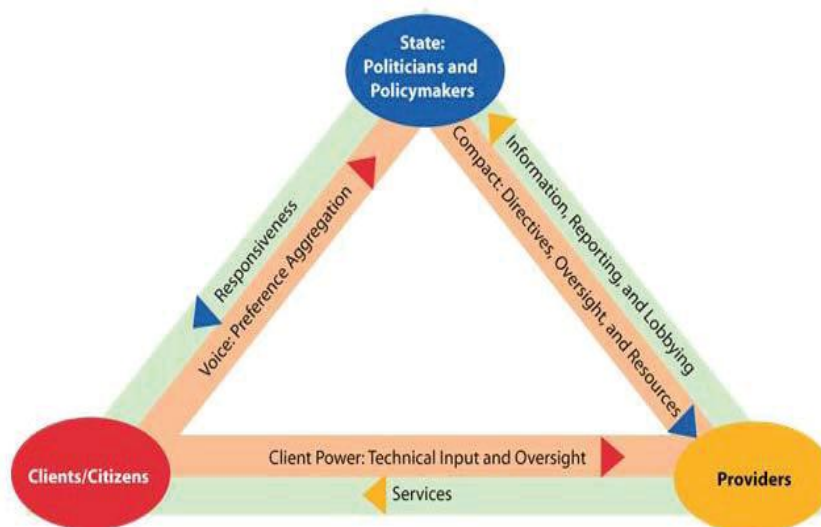 State:
Politicians and
Policymakers
Responsiveness
Voice: Preference Aggregation
Compact: Directives, Oversight, and Resources
Information, Reporting, and Lobbying
Clients/Citizens
Client Power: Technical Input and Oversight
Services
Providers